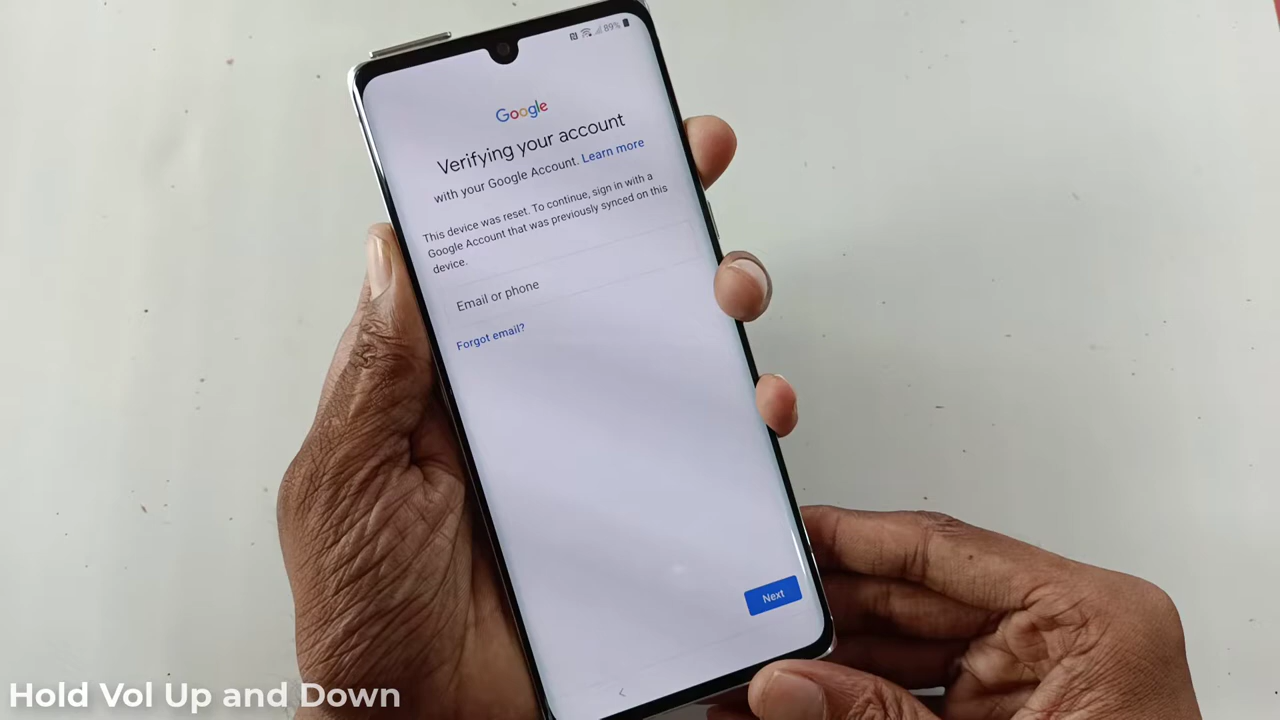 89%
Google
Verifying your account
with your Google Account. Learn more
This device was reset. To continue, sign in with a
Google Account that was previously synced on this
device.
Email or phone
Forgot email?
Next
Hold Vol Up and Down